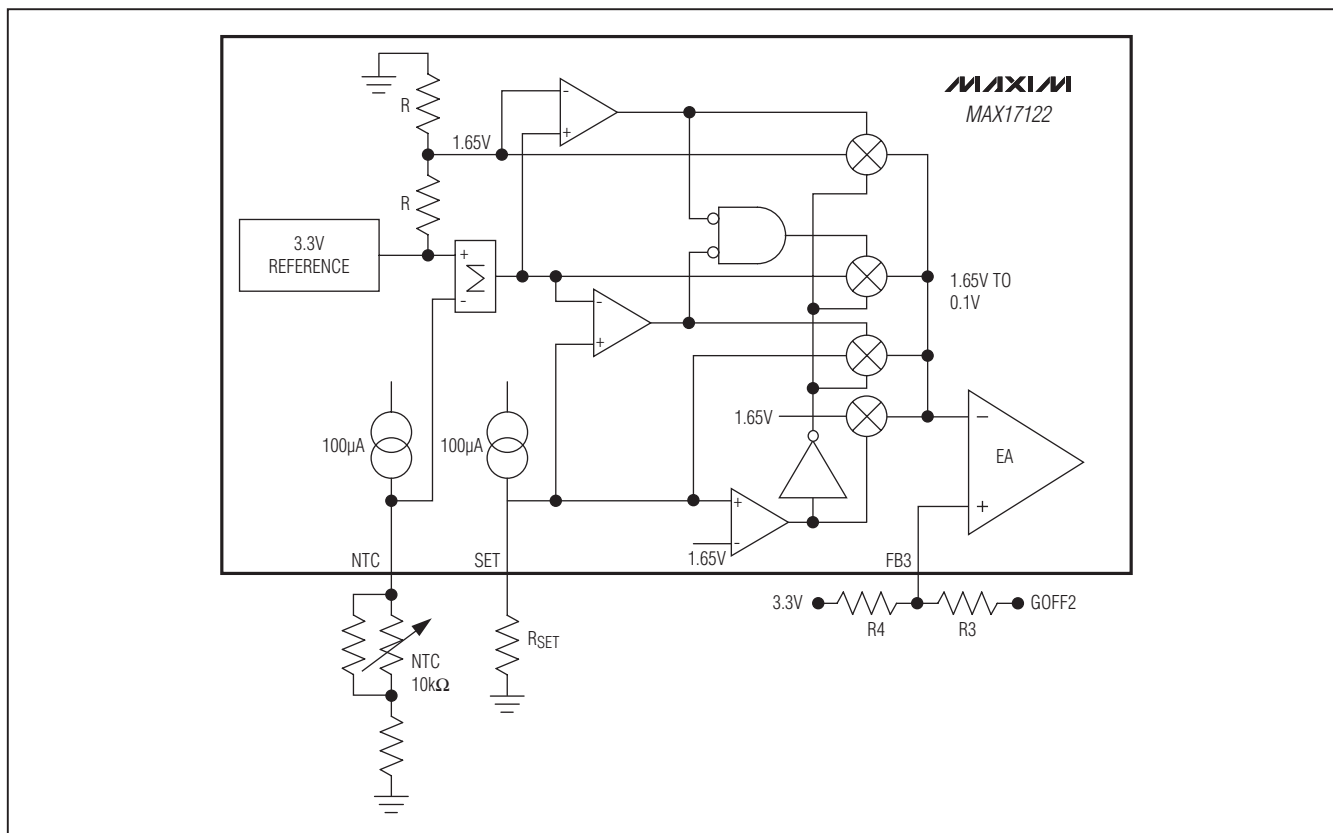 MAXIM
MAX17122
R
1.65V
R
3.3V
REFERENCE
+
-
Σ
-
+
-
+
1.65V TO
0.1V
100µA
100µA
1.65V
−
EA
+
+
-
1.65V
NTC
SET
FB3
3.3V
R4
R3
GOFF2
NTC
10kΩ
RSET